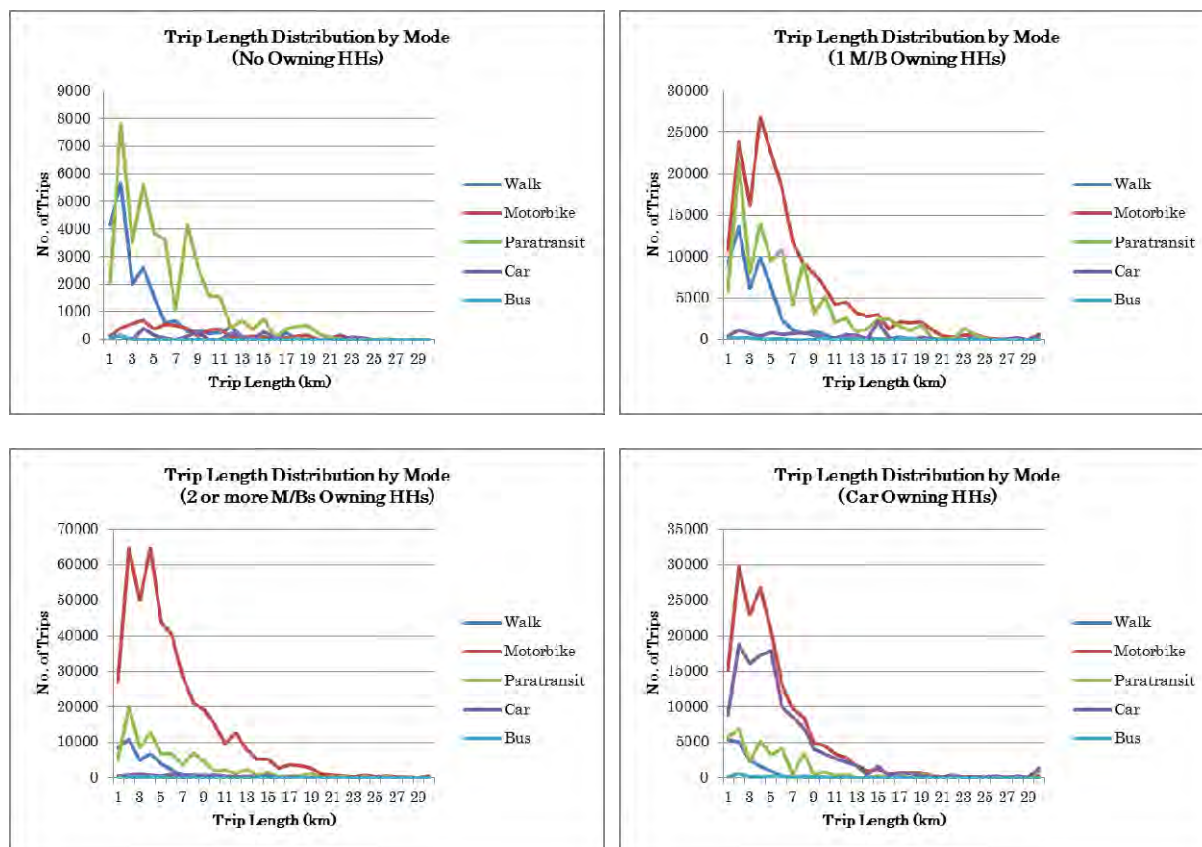 Trip Length Distribution by Mode
(No Owning HHs)
9000
8000
7000
6000
5000
4000
3000
2000
1000
0
No. of Trips
1 3 5 7 9 11 13 15 17 19 21 23 25 27 29
Trip Length (km)
Walk
Motorbike
Paratransit
Car
Bus
Trip Length Distribution by Mode
(1 M/B Owning HHs)
30000
25000
20000
15000
10000
5000
0
No. of Trips
1 3 5 7 9 11 13 15 17 19 21 23 25 27 29
Trip Length (km)
Walk
Motorbike
Paratransit
Car
Bus
Trip Length Distribution by Mode
(2 or more M/Bs Owning HHs)
70000
60000
50000
40000
30000
20000
10000
0
No. of Trips
1 3 5 7 9 11 13 15 17 19 21 23 25 27 29
Trip Length (km)
Walk
Motorbike
Paratransit
Car
Bus
Trip Length Distribution by Mode
(Car Owning HHs)
35000
30000
25000
20000
15000
10000
5000
0
No. of Trips
1 3 5 7 9 11 13 15 17 19 21 23 25 27 29
Trip Length (km)
Walk
Motorbike
Paratransit
Car
Bus